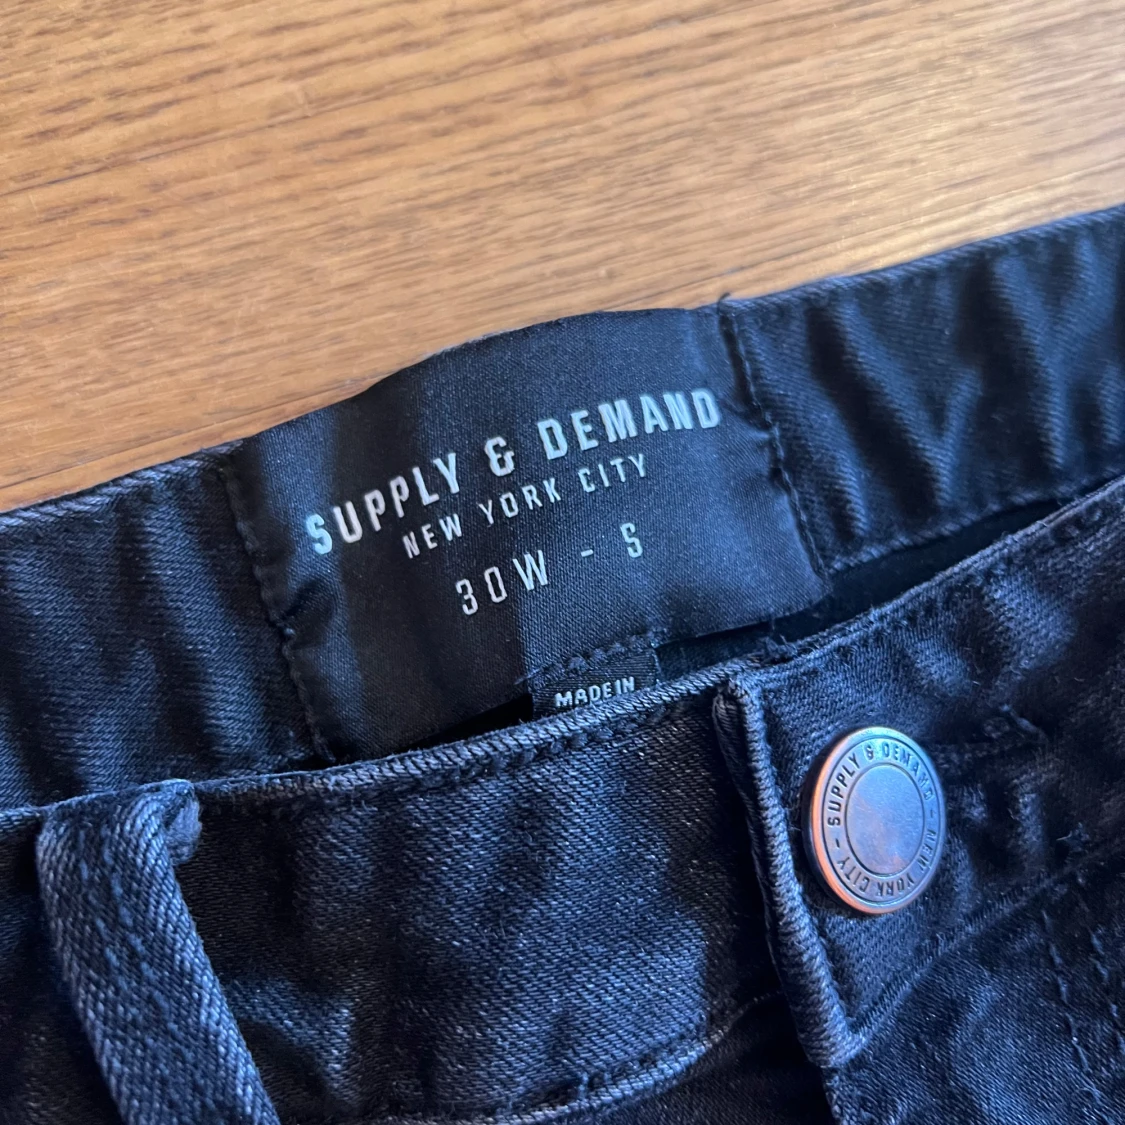 SUPPLY & DEMAND
NEW YORK CITY
30W - S
MADE IN
SUPPLY & DEMAND - NEW YORK CITY -